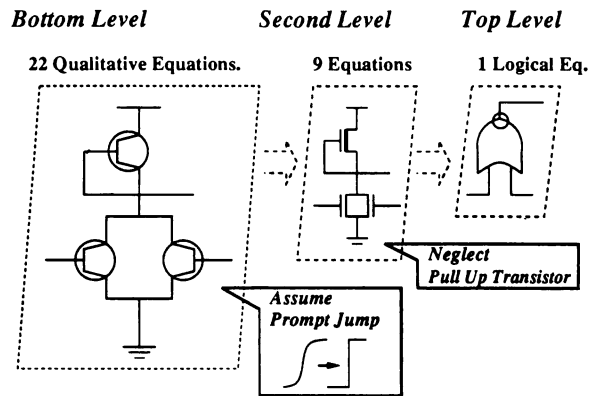 Bottom Level Second Level Top Level
22 Qualitative Equations. 9 Equations 1 Logical Eq.
Neglect
Pull Up Transistor
Assume
Prompt Jump